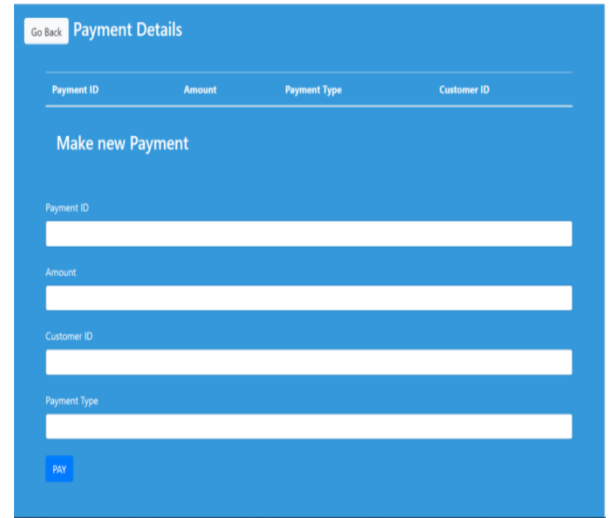 Go Back Payment Details
Payment ID Amount Payment Type Customer ID
Make new Payment
Payment ID
Amount
Customer ID
Payment Type
PAY